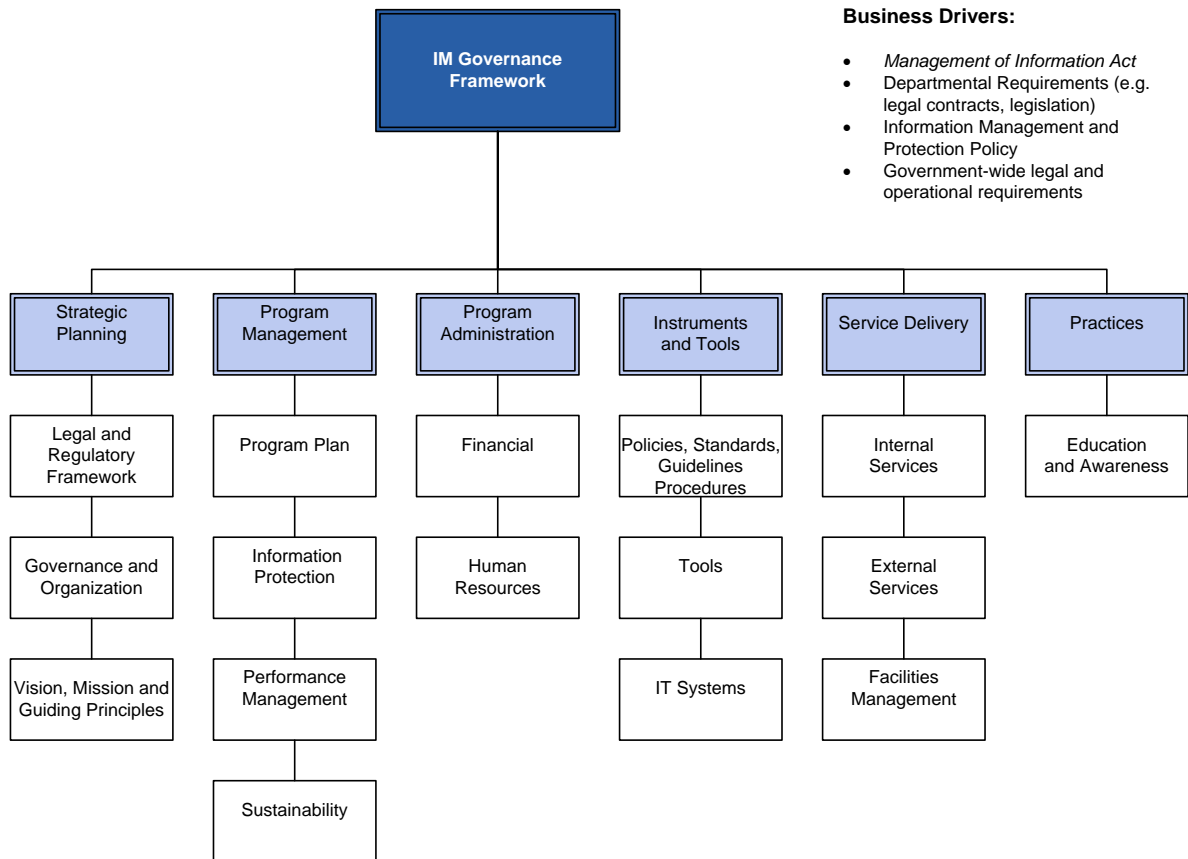 IM Governance
Framework
Business Drivers:
• Management of Information Act
• Departmental Requirements (e.g.
legal contracts, legislation)
• Information Management and
Protection Policy
• Government-wide legal and
operational requirements
Strategic
Planning
Program
Management
Program
Administration
Instruments
and Tools
Service Delivery
Practices
Legal and
Regulatory
Framework
Program Plan
Financial
Policies, Standards,
Guidelines
Procedures
Internal
Services
Education
and Awareness
Governance and
Organization
Information
Protection
Human
Resources
Tools
External
Services
Vision, Mission and
Guiding Principles
Performance
Management
IT Systems
Facilities
Management
Sustainability